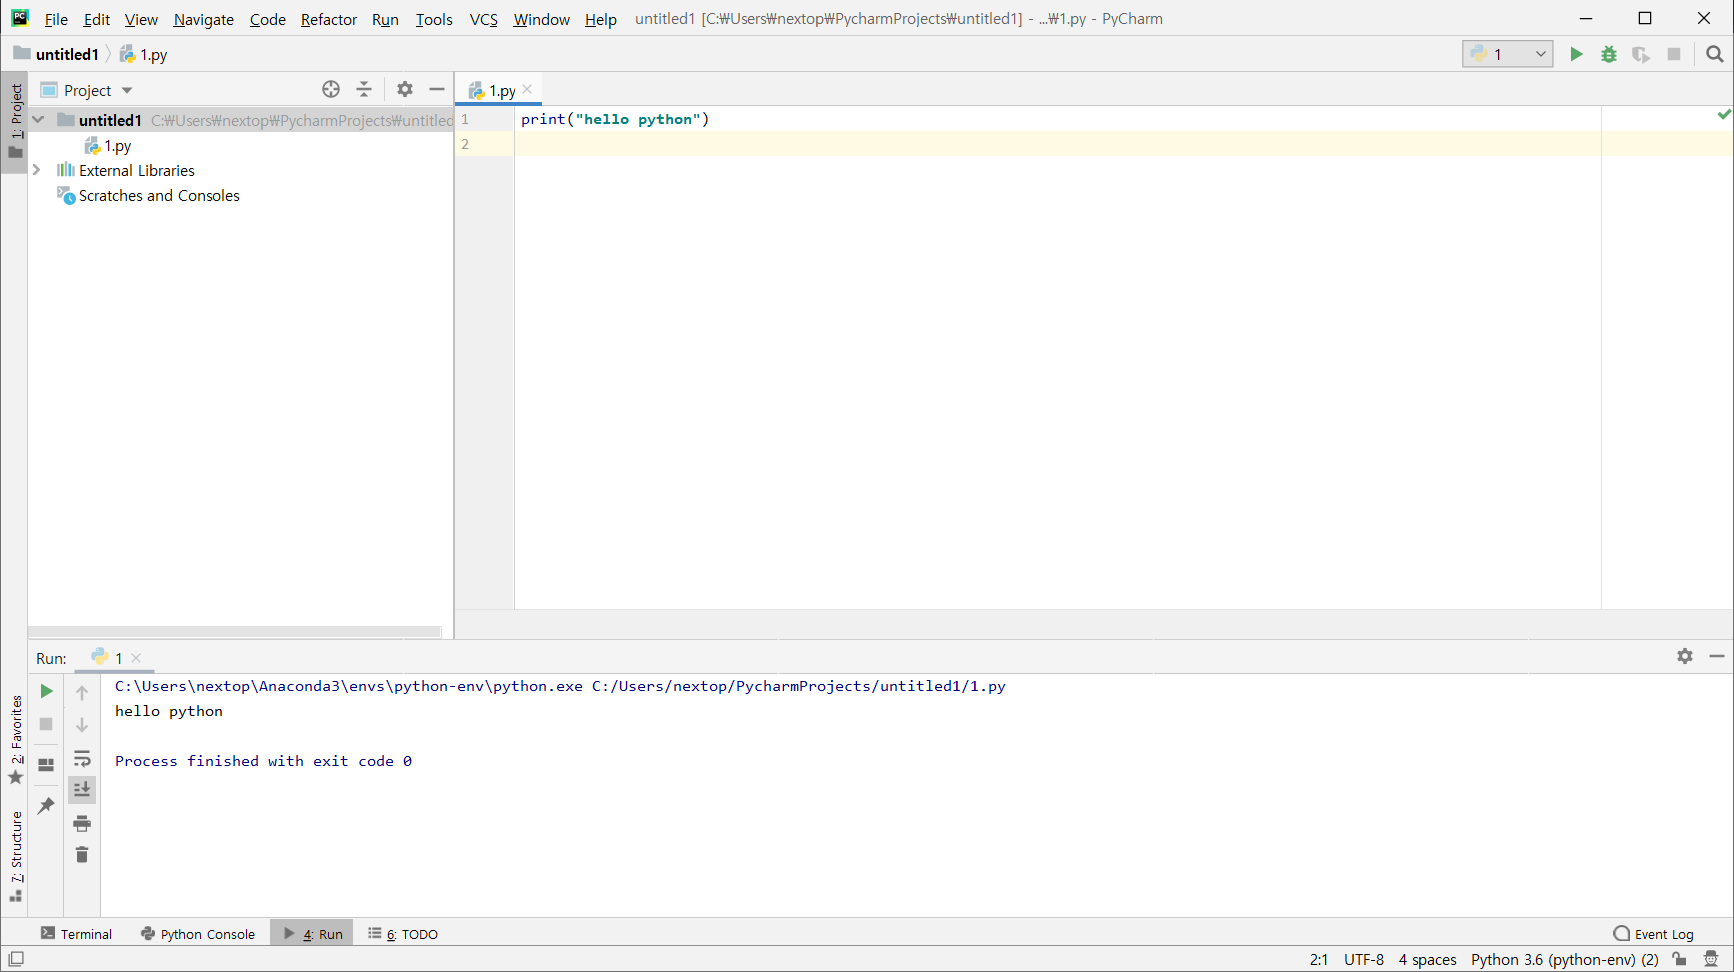 File Edit View Navigate Code Refactor Run Tools VCS Window Help untitled1 [C:₩Users₩nextop₩PycharmProjects₩untitled1] - ...₩1.py - PyCharm
untitled1 1.py 1
1: Project
Project
1.py
untitled1 C:₩Users₩nextop₩PycharmProjects₩untitled
1.py
External Libraries
Scratches and Consoles
1 print("hello python")
2
Run: 1
C:\Users\nextop\Anaconda3\envs\python-env\python.exe C:/Users/nextop/PycharmProjects/untitled1/1.py
hello python
Process finished with exit code 0
2: Favorites
7: Structure
Terminal Python Console 4: Run 6: TODO Event Log
2:1 UTF-8 4 spaces Python 3.6 (python-env) (2)